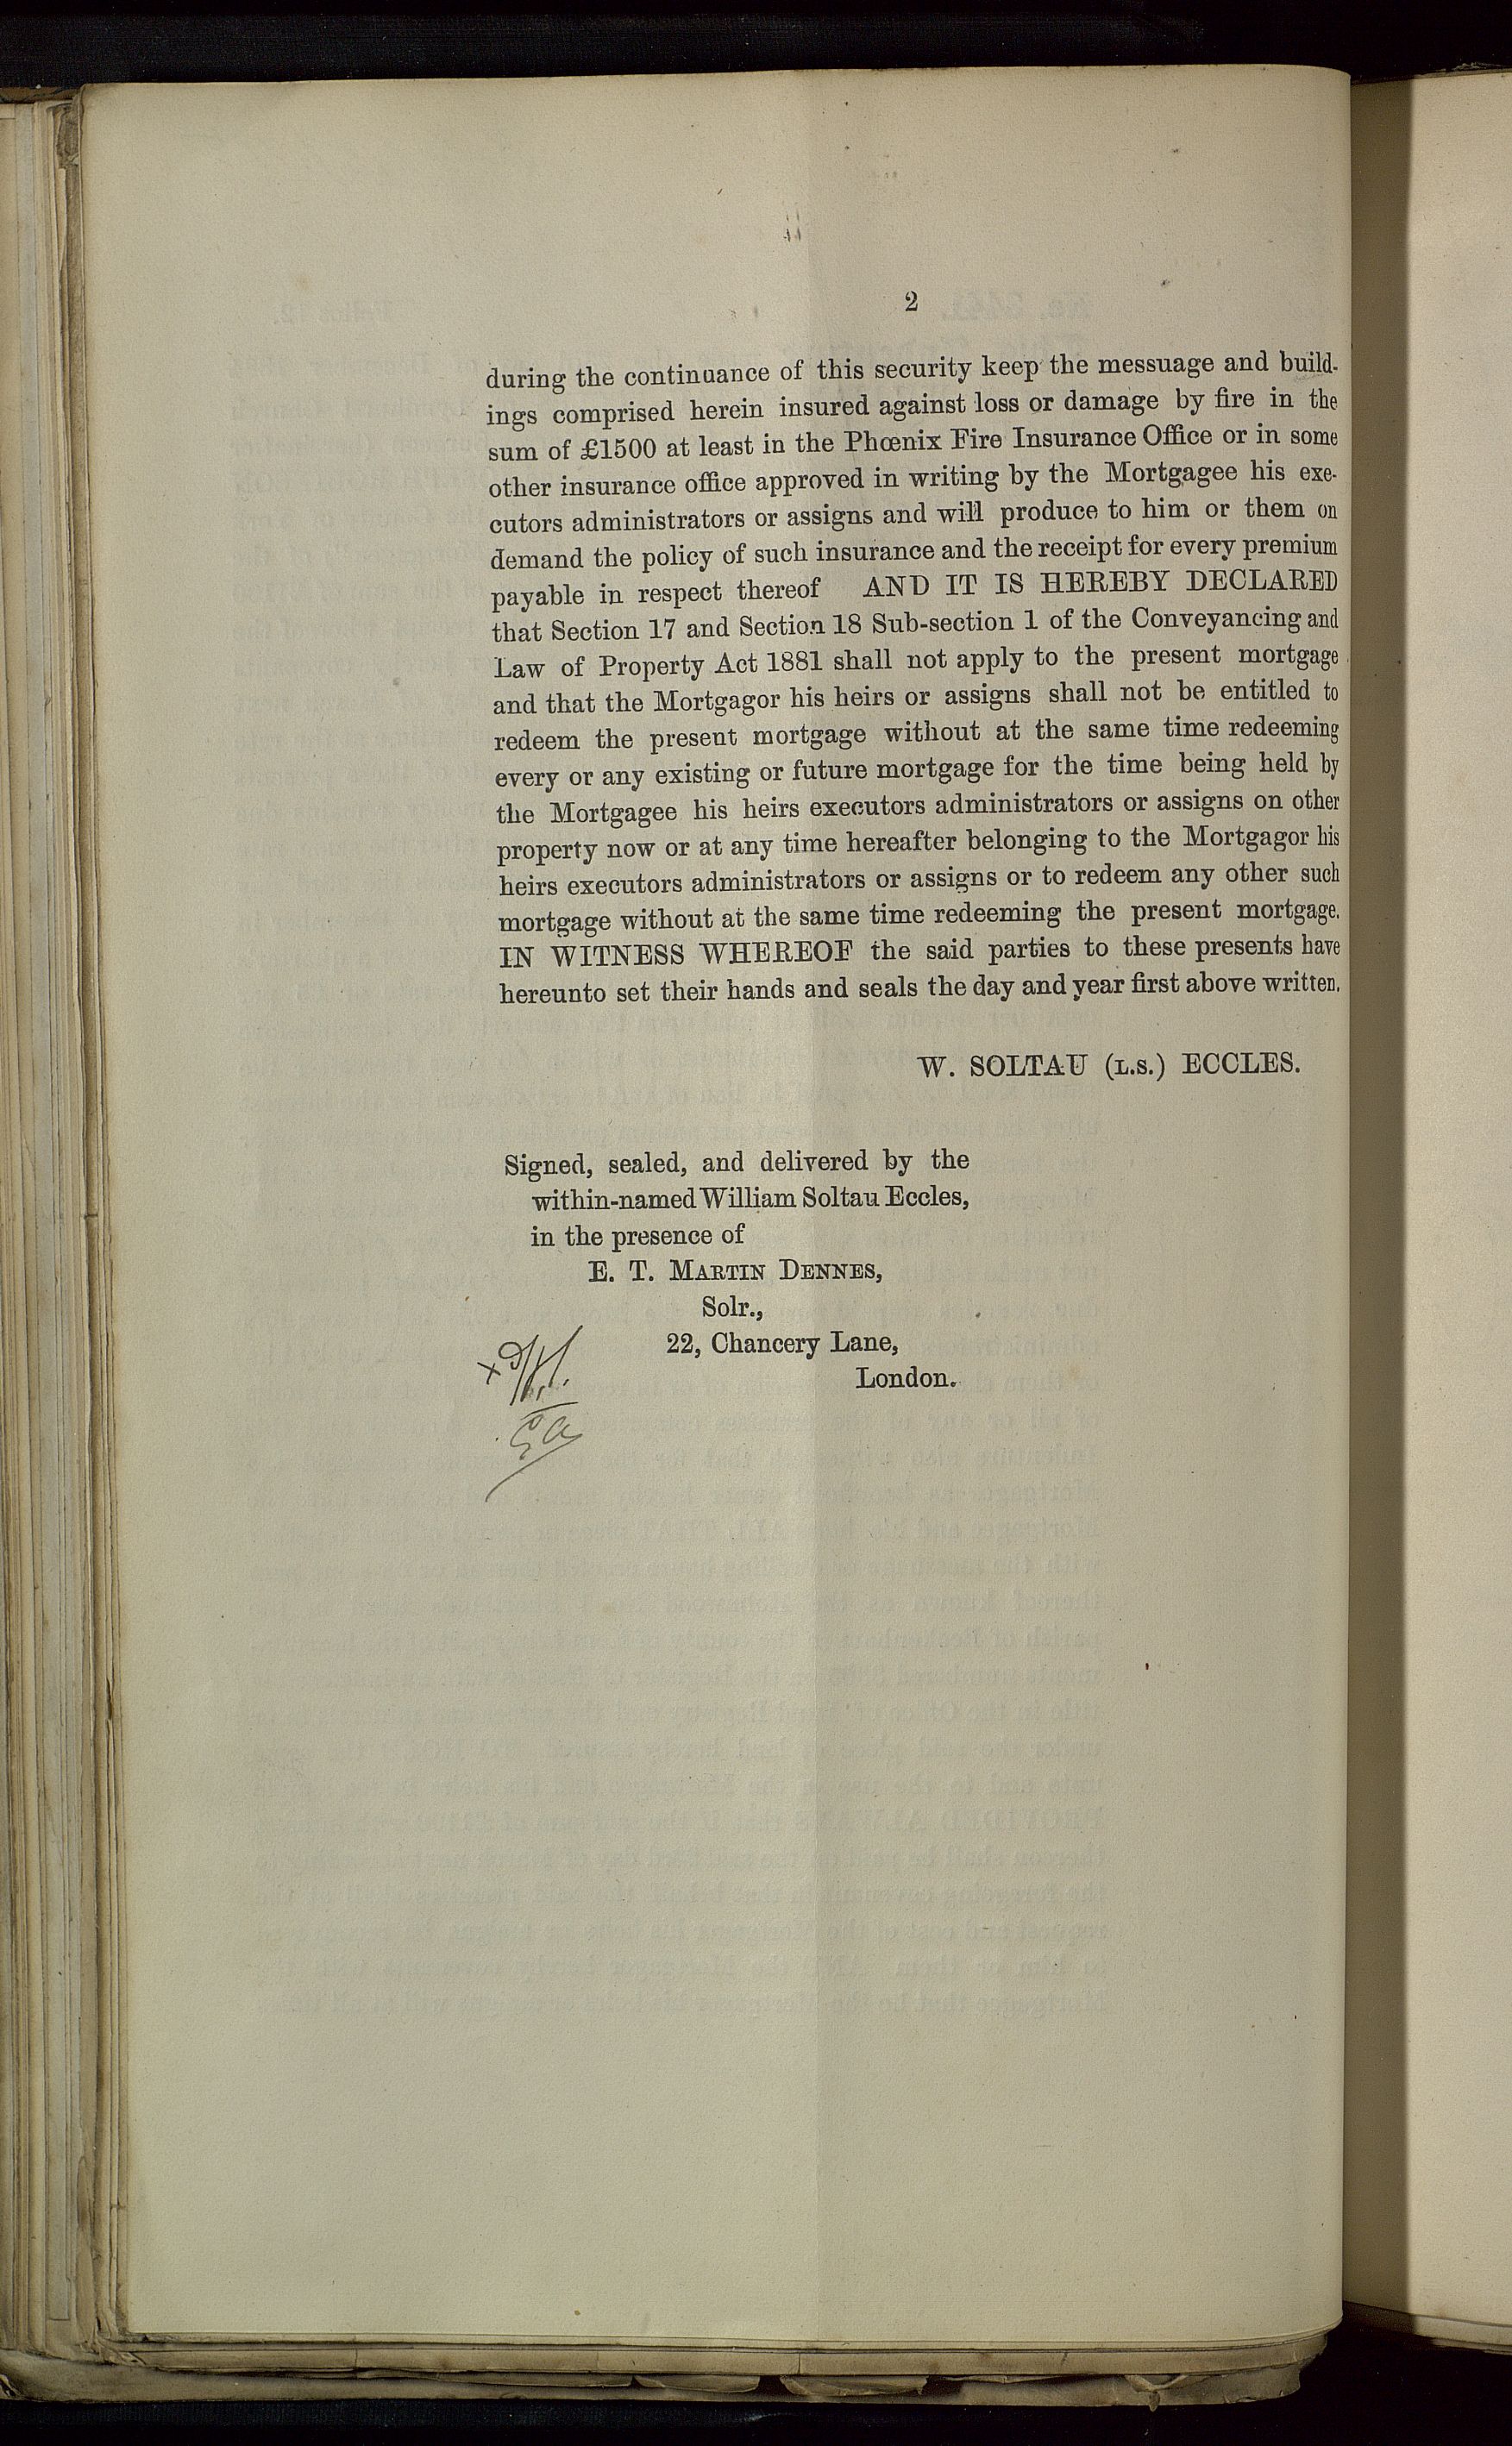 2
during the continuance of this security keep the messuage and build-
ings comprised herein insured against loss or damage by fire in the
sum of £1500 at least in the Phœnix Fire Insurance Office or in some
other insurance office approved in writing by the Mortgagee his exe-
cutors administrators or assigns and will produce to him or them on
demand the policy of such insurance and the receipt for every premium
payable in respect thereof AND IT IS HEREBY DECLARED
that Section 17 and Section 18 Sub-section 1 of the Conveyancing and
Law of Property Act 1881 shall not apply to the present mortgage
and that the Mortgagor his heirs or assigns shall not be entitled to
redeem the present mortgage without at the same time redeeming
every or any existing or future mortgage for the time being held by
the Mortgagee his heirs executors administrators or assigns on other
property now or at any time hereafter belonging to the Mortgagor his
heirs executors administrators or assigns or to redeem any other such
mortgage without at the same time redeeming the present mortgage.
IN WITNESS WHEREOF the said parties to these presents have
hereunto set their hands and seals the day and year first above written.
W. SOLTAU (L.S.) ECCLES.
Signed, sealed, and delivered by the
within-named William Soltau Eccles,
in the presence of
E. T. MARTIN DENNES,
Solr.,
22, Chancery Lane,
London.